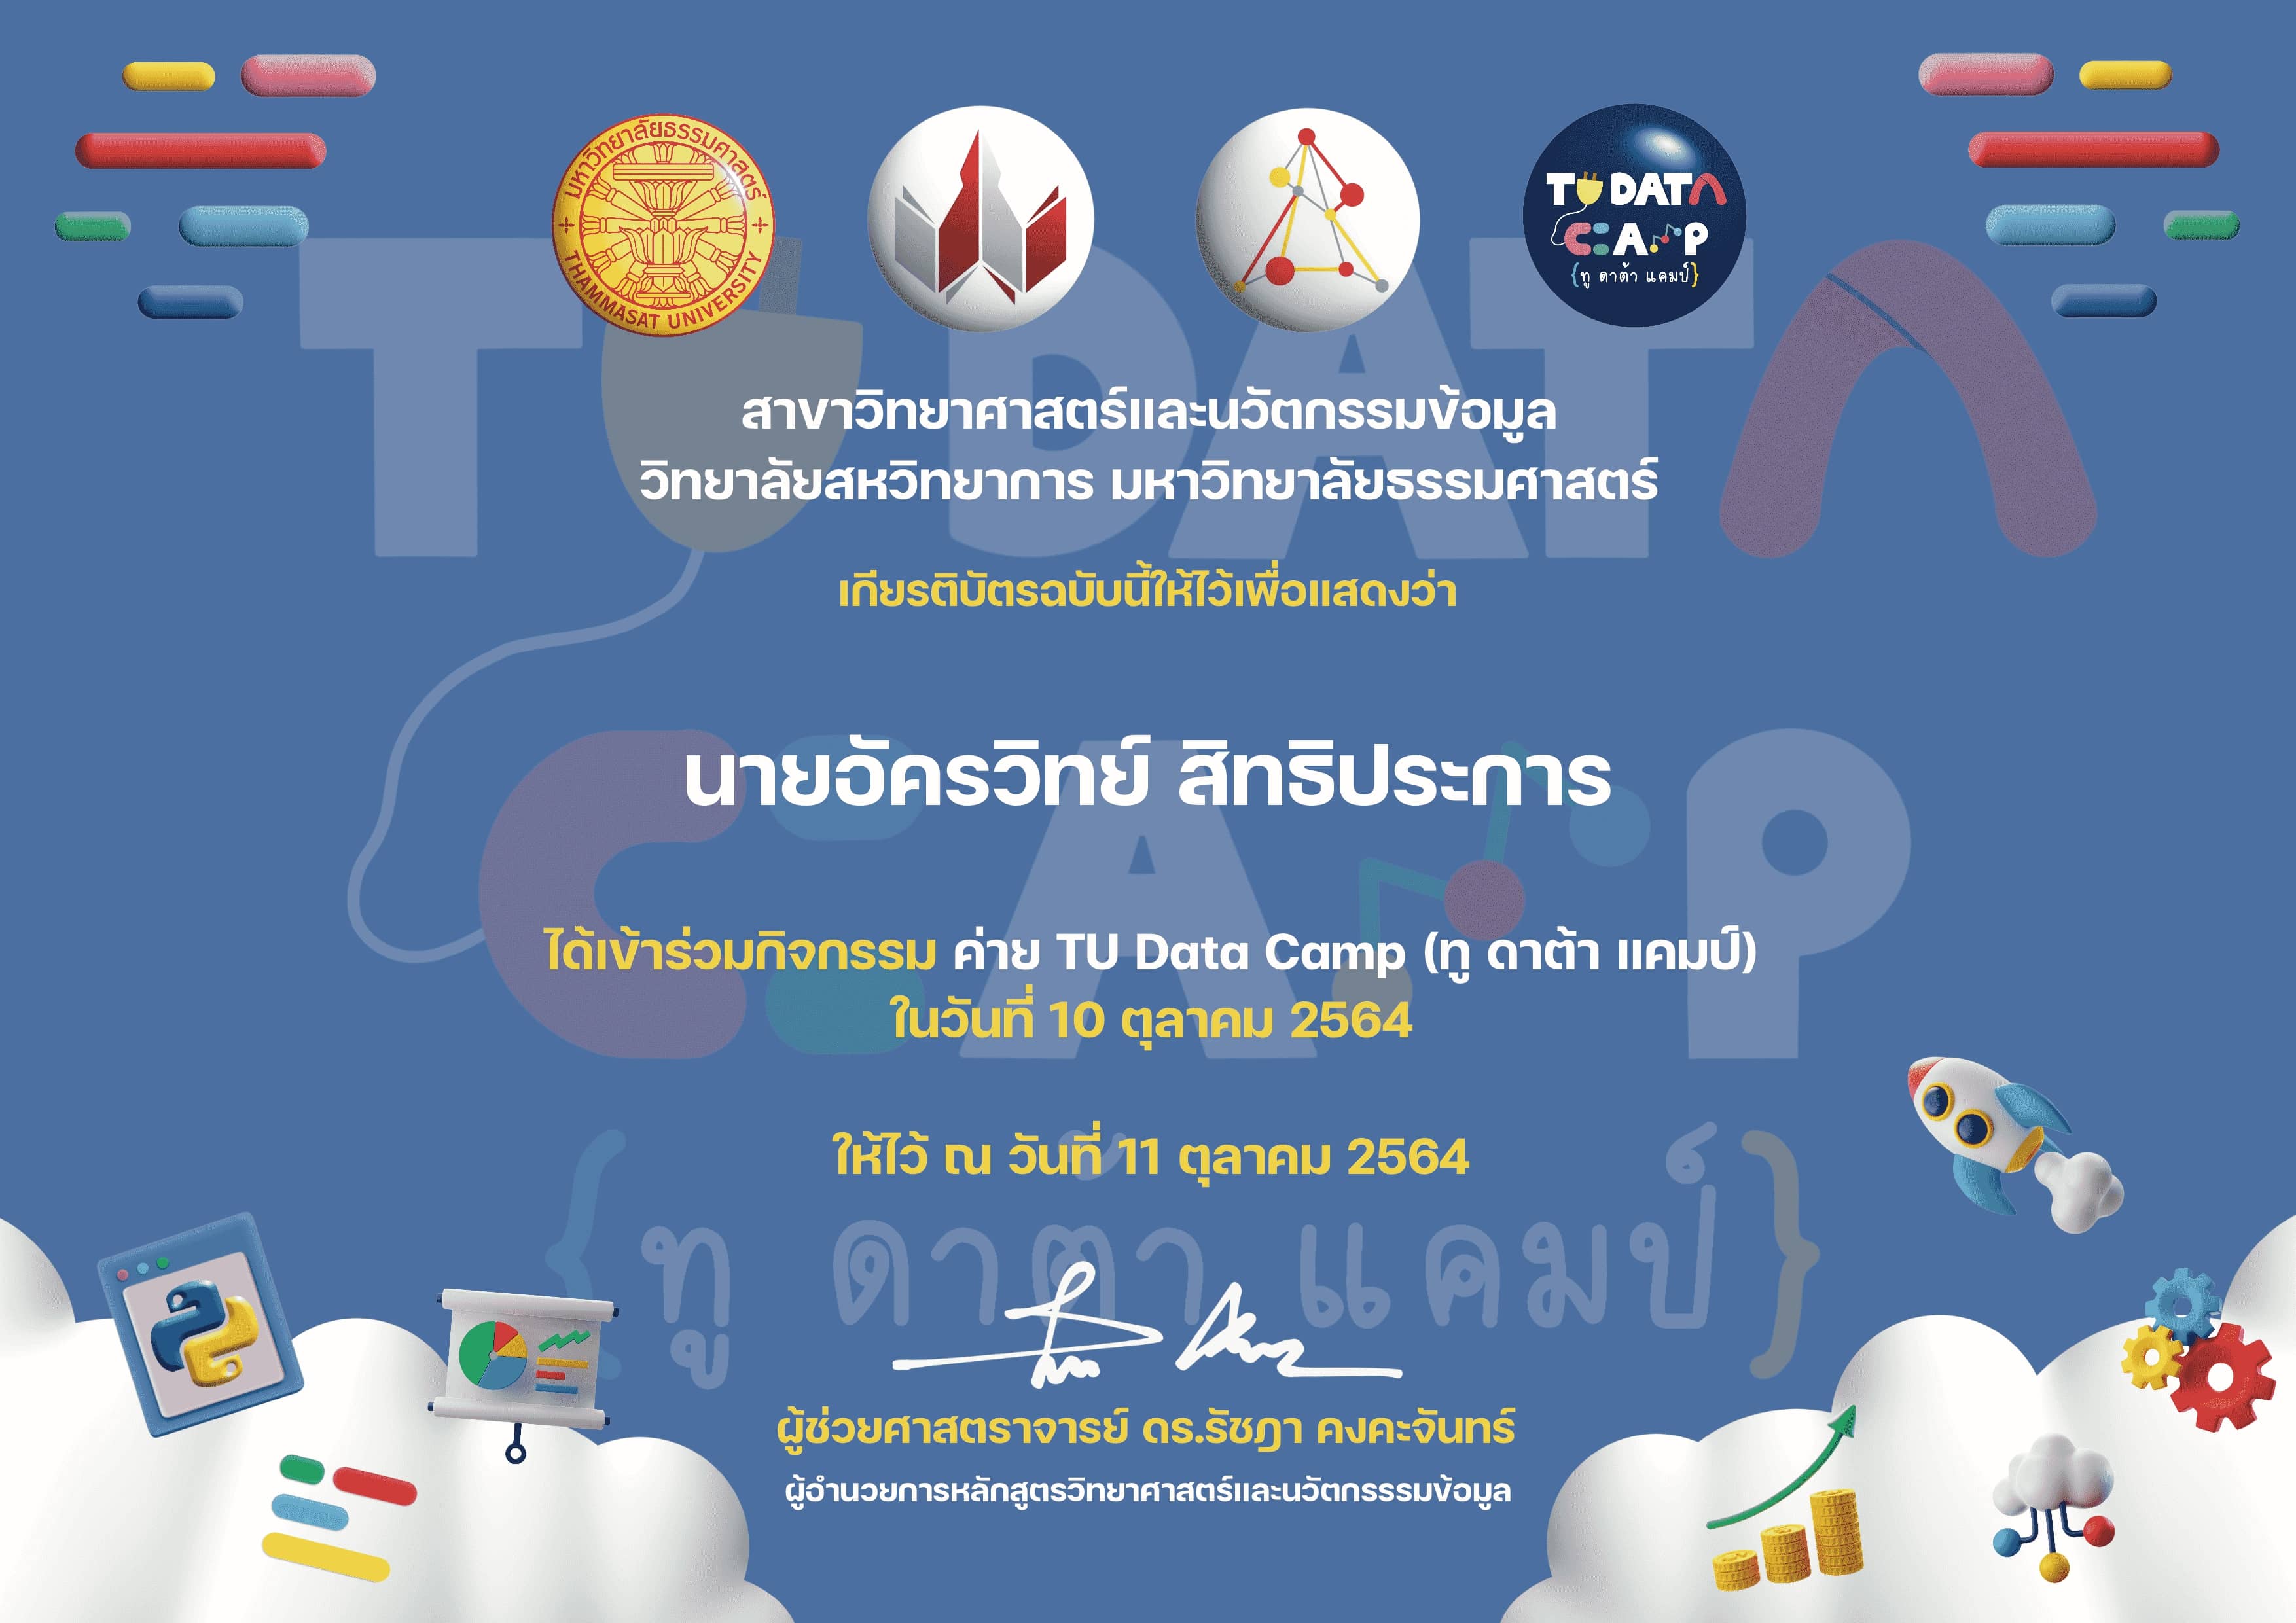 มหาวิทยาลัยธรรมศาสตร์
THAMMASAT UNIVERSITY
TU DATA
CAMP
{ทู ดาต้า แคมป์}
TU DATA
สาขาวิทยาศาสตร์และนวัตกรรมข้อมูล
วิทยาลัยสหวิทยาการ มหาวิทยาลัยธรรมศาสตร์
เกียรติบัตรฉบับนี้ให้ไว้เพื่อแสดงว่า
นายอัครวิทย์ สิทธิประการ
CAMP
ได้เข้าร่วมกิจกรรม ค่าย TU Data Camp (ทู ดาต้า แคมป์)
ในวันที่ 10 ตุลาคม 2564
ให้ไว้ ณ วันที่ 11 ตุลาคม 2564
{ทู ดาต้า แคมป์}
ผู้ช่วยศาสตราจารย์ ดร.รัชฎา คงคะจันทร์
ผู้อำนวยการหลักสูตรวิทยาศาสตร์และนวัตกรรรมข้อมูล